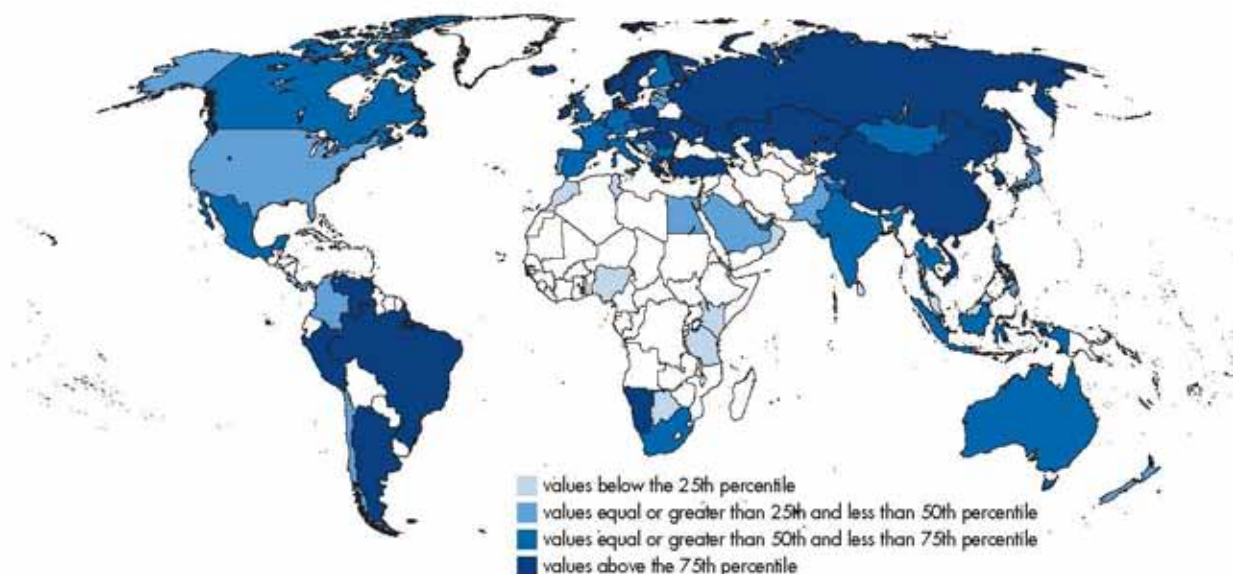 values below the 25th percentile
values equal or greater than 25th and less than 50th percentile
values equal or greater than 50th and less than 75th percentile
values above the 75th percentile